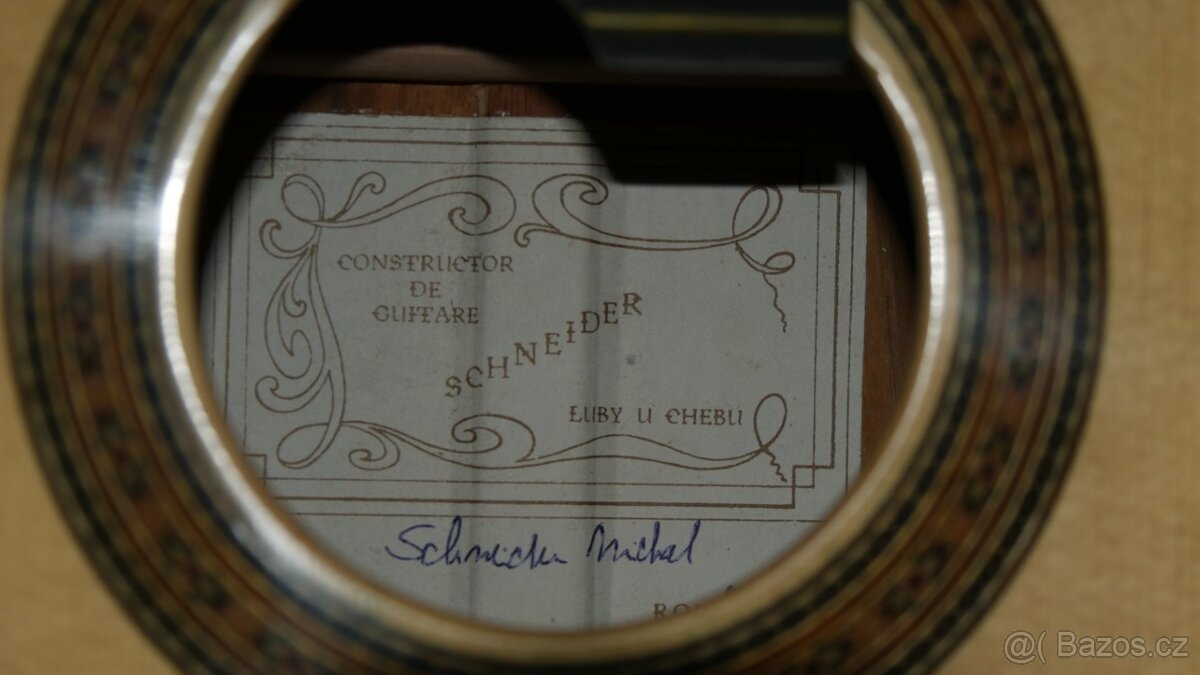 CONSTRUCTOR
DE
GUITARE
SCHNEIDER
LUBY U CHEBU
Schneider Michal
@( Bazos.cz